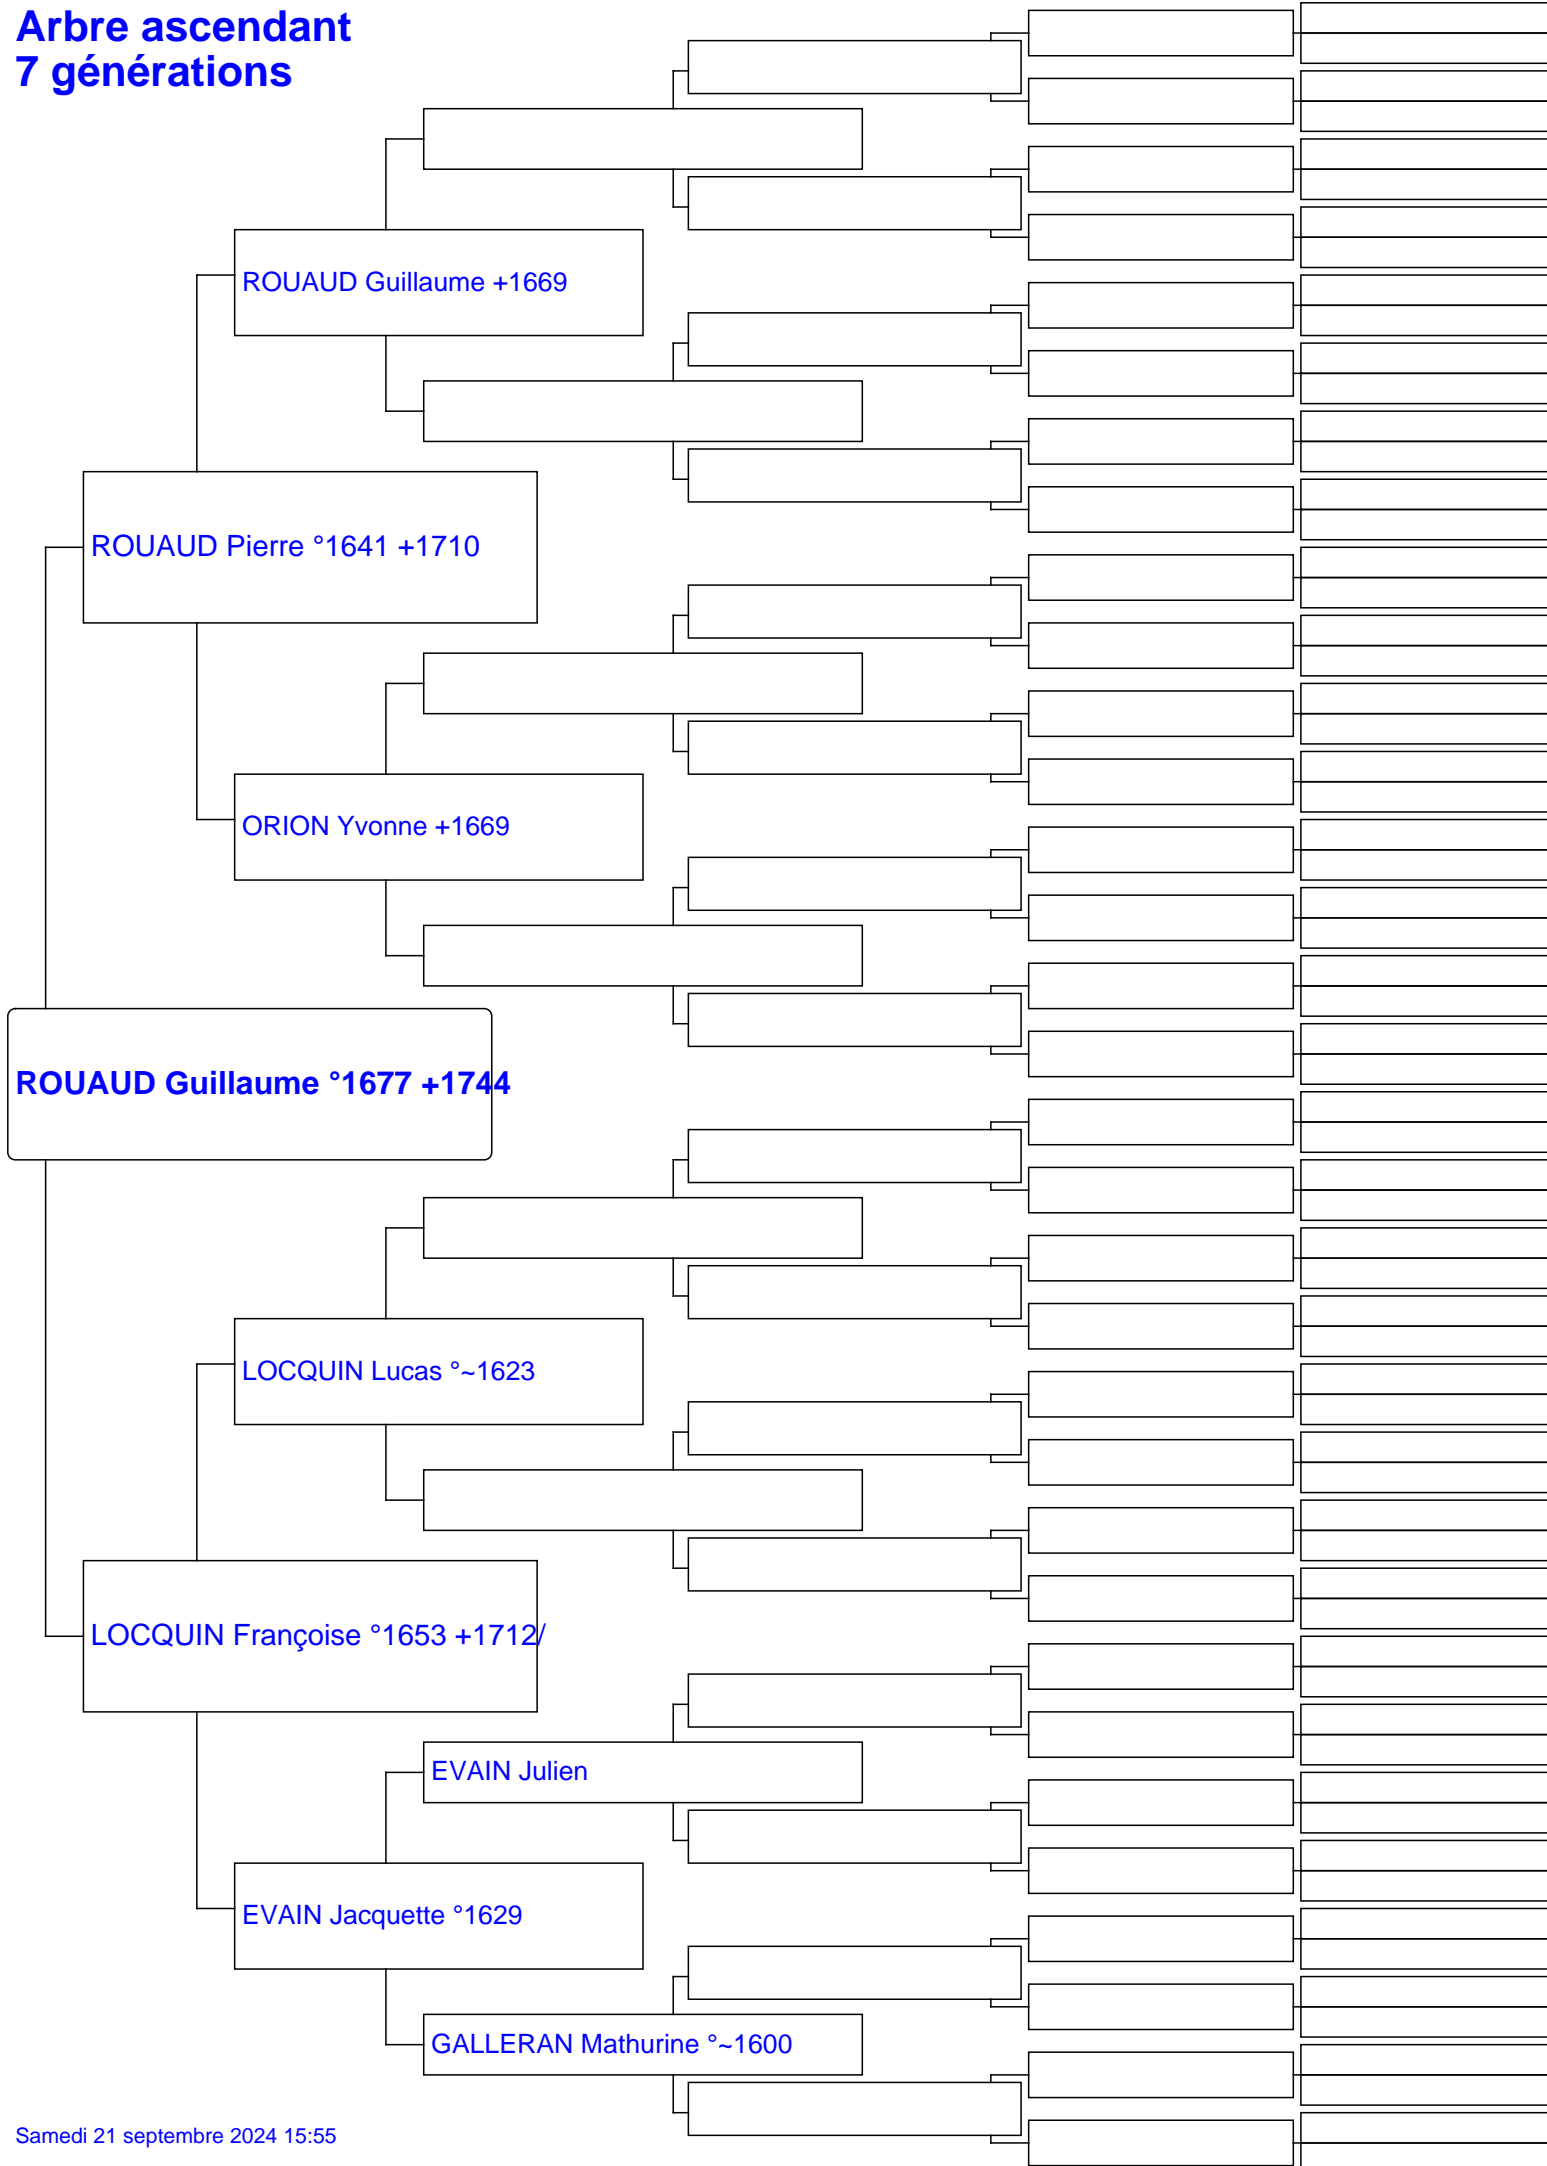 Arbre ascendant
7 générations
ROUAUD Guillaume +1669
ROUAUD Pierre °1641 +1710
ORION Yvonne +1669
ROUAUD Guillaume °1677 +1744
LOCQUIN Lucas °~1623
LOCQUIN Françoise °1653 +1712/
EVAIN Julien
EVAIN Jacquette °1629
GALLERAN Mathurine °~1600
Samedi 21 septembre 2024 15:55